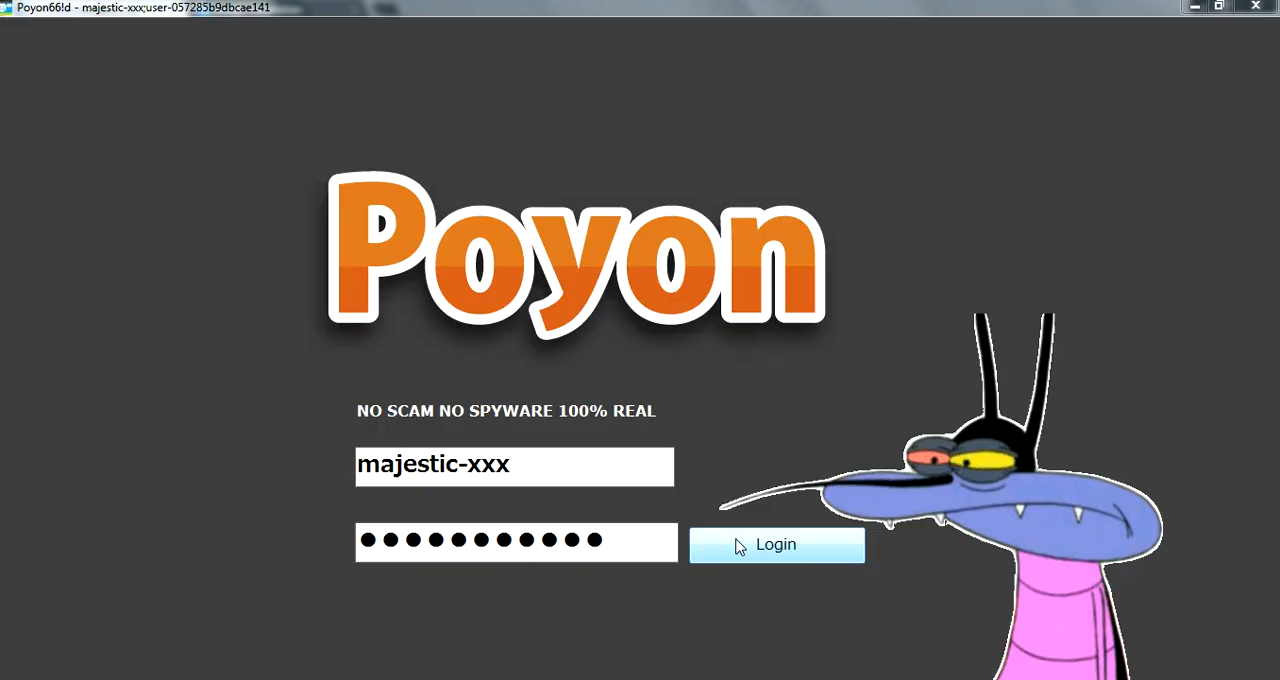 Poyon66!d - majestic-xxx;user-057285b9dbcae141
Poyon
NO SCAM NO SPYWARE 100% REAL
majestic-xxx
Login